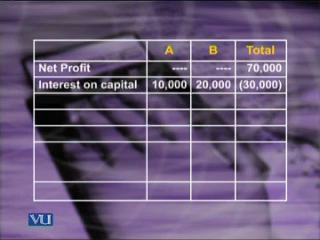 A B Total
Net Profit ---- ---- 70,000
Interest on capital 10,000 20,000 (30,000)
VU